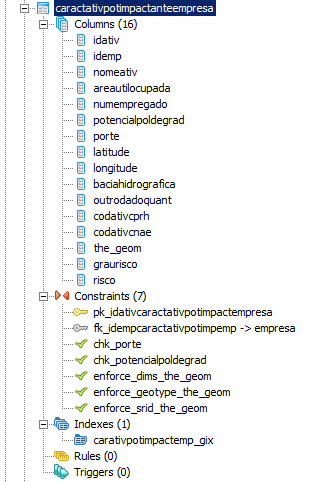 caractativpotimpactanteempresa
Columns (16)
idativ
idemp
nomeativ
areautilocupada
numempregado
potencialpoldegrad
porte
latitude
longitude
baciahidrografica
outrodadoquant
codativcprh
codativcnae
the_geom
graurisco
risco
Constraints (7)
pk_idativcaractativpotimpactempresa
fk_idempcaractativpotimpemp -> empresa
chk_porte
chk_potencialpoldegrad
enforce_dims_the_geom
enforce_geotype_the_geom
enforce_srid_the_geom
Indexes (1)
carativpotimpactemp_gix
Rules (0)
Triggers (0)